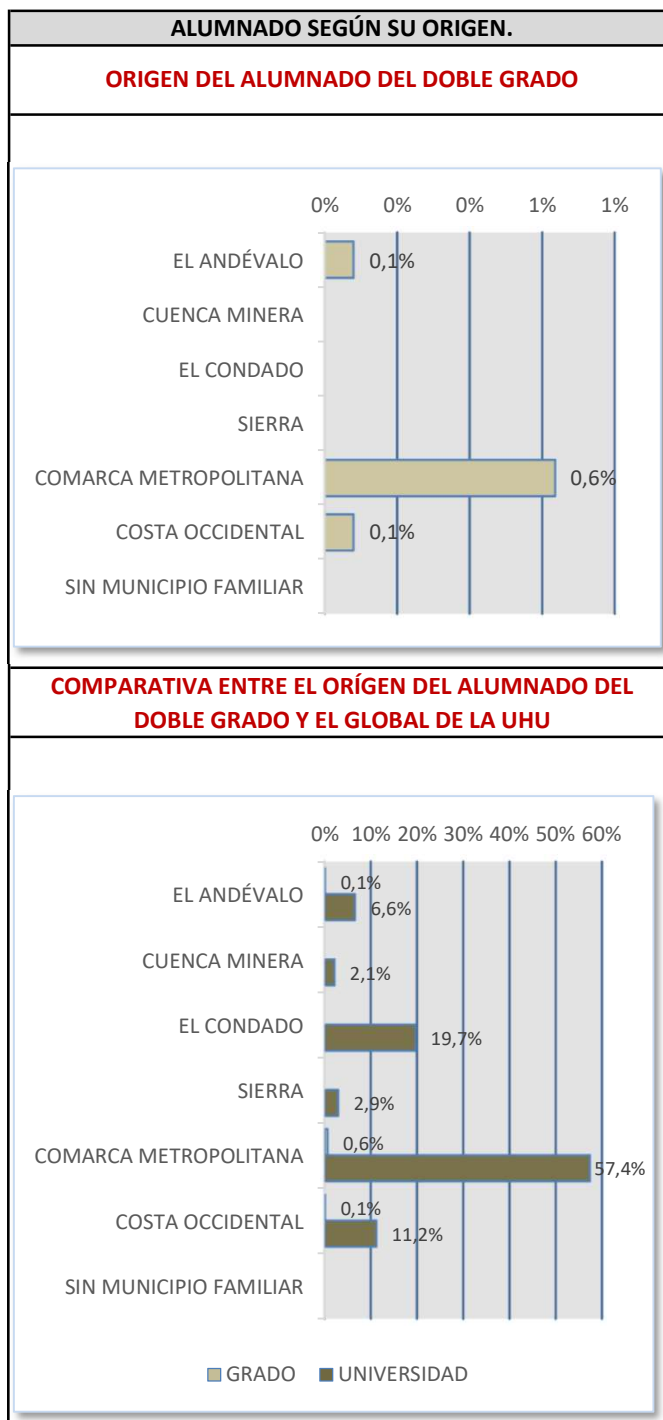 ALUMNADO SEGÚN SU ORIGEN.
ORIGEN DEL ALUMNADO DEL DOBLE GRADO
0% 0% 0% 1% 1%
EL ANDÉVALO 0,1%
CUENCA MINERA
EL CONDADO
SIERRA
COMARCA METROPOLITANA 0,6%
COSTA OCCIDENTAL 0,1%
SIN MUNICIPIO FAMILIAR
COMPARATIVA ENTRE EL ORÍGEN DEL ALUMNADO DEL
DOBLE GRADO Y EL GLOBAL DE LA UHU
0% 10% 20% 30% 40% 50% 60%
0,1%
EL ANDÉVALO 6,6%
CUENCA MINERA 2,1%
EL CONDADO 19,7%
SIERRA 2,9%
0,6%
COMARCA METROPOLITANA 57,4%
0,1%
COSTA OCCIDENTAL 11,2%
SIN MUNICIPIO FAMILIAR
GRADO UNIVERSIDAD